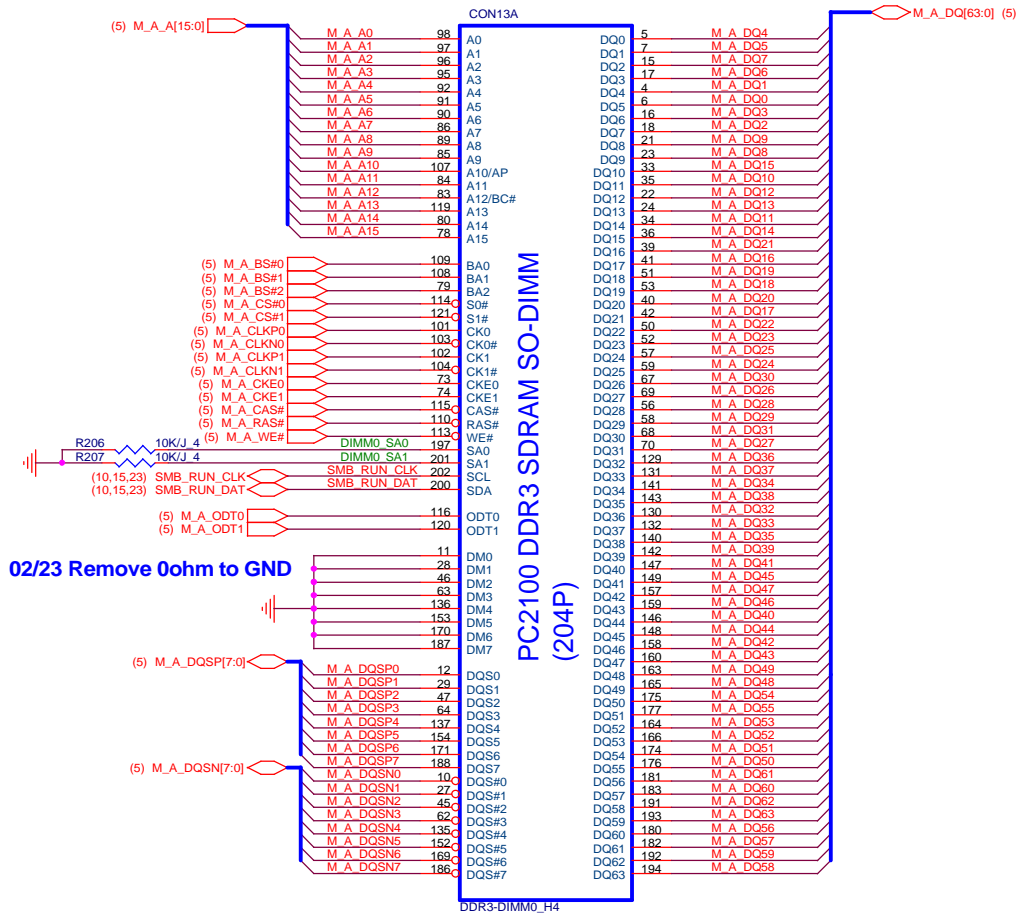 CON13A
(5) M_A_A[15:0]
M_A_A0 98 A0
M_A_A1 97 A1
M_A_A2 96 A2
M_A_A3 95 A3
M_A_A4 92 A4
M_A_A5 91 A5
M_A_A6 90 A6
M_A_A7 86 A7
M_A_A8 89 A8
M_A_A9 85 A9
M_A_A10 107 A10/AP
M_A_A11 84 A11
M_A_A12 83 A12/BC#
M_A_A13 119 A13
M_A_A14 80 A14
M_A_A15 78 A15
(5) M_A_BS#0 109 BA0
(5) M_A_BS#1 108 BA1
(5) M_A_BS#2 79 BA2
(5) M_A_CS#0 114 S0#
(5) M_A_CS#1 121 S1#
(5) M_A_CLKP0 101 CK0
(5) M_A_CLKN0 103 CK0#
(5) M_A_CLKP1 102 CK1
(5) M_A_CLKN1 104 CK1#
(5) M_A_CKE0 73 CKE0
(5) M_A_CKE1 74 CKE1
(5) M_A_CAS# 115 CAS#
(5) M_A_RAS# 110 RAS#
(5) M_A_WE# 113 WE#
R206 10K/J_4 DIMM0_SA0 197 SA0
R207 10K/J_4 DIMM0_SA1 201 SA1
(10,15,23) SMB_RUN_CLK SMB_RUN_CLK 202 SCL
(10,15,23) SMB_RUN_DAT SMB_RUN_DAT 200 SDA
(5) M_A_ODT0 116 ODT0
(5) M_A_ODT1 120 ODT1
02/23 Remove 0ohm to GND
11 DM0
28 DM1
46 DM2
63 DM3
136 DM4
153 DM5
170 DM6
187 DM7
(5) M_A_DQSP[7:0]
M_A_DQSP0 12 DQS0
M_A_DQSP1 29 DQS1
M_A_DQSP2 47 DQS2
M_A_DQSP3 64 DQS3
M_A_DQSP4 137 DQS4
M_A_DQSP5 154 DQS5
M_A_DQSP6 171 DQS6
M_A_DQSP7 188 DQS7
(5) M_A_DQSN[7:0]
M_A_DQSN0 10 DQS#0
M_A_DQSN1 27 DQS#1
M_A_DQSN2 45 DQS#2
M_A_DQSN3 62 DQS#3
M_A_DQSN4 135 DQS#4
M_A_DQSN5 152 DQS#5
M_A_DQSN6 169 DQS#6
M_A_DQSN7 186 DQS#7
PC2100 DDR3 SDRAM SO-DIMM
(204P)
M_A_DQ[63:0] (5)
DQ0 5 M_A_DQ4
DQ1 7 M_A_DQ5
DQ2 15 M_A_DQ7
DQ3 17 M_A_DQ6
DQ4 4 M_A_DQ1
DQ5 6 M_A_DQ0
DQ6 16 M_A_DQ3
DQ7 18 M_A_DQ2
DQ8 21 M_A_DQ9
DQ9 23 M_A_DQ8
DQ10 33 M_A_DQ15
DQ11 35 M_A_DQ10
DQ12 22 M_A_DQ12
DQ13 24 M_A_DQ13
DQ14 34 M_A_DQ11
DQ15 36 M_A_DQ14
DQ16 39 M_A_DQ21
DQ17 41 M_A_DQ16
DQ18 51 M_A_DQ19
DQ19 53 M_A_DQ18
DQ20 40 M_A_DQ20
DQ21 42 M_A_DQ17
DQ22 50 M_A_DQ22
DQ23 52 M_A_DQ23
DQ24 57 M_A_DQ25
DQ25 59 M_A_DQ24
DQ26 67 M_A_DQ30
DQ27 69 M_A_DQ26
DQ28 56 M_A_DQ28
DQ29 58 M_A_DQ29
DQ30 68 M_A_DQ31
DQ31 70 M_A_DQ27
DQ32 129 M_A_DQ36
DQ33 131 M_A_DQ37
DQ34 141 M_A_DQ34
DQ35 143 M_A_DQ38
DQ36 130 M_A_DQ32
DQ37 132 M_A_DQ33
DQ38 140 M_A_DQ35
DQ39 142 M_A_DQ39
DQ40 147 M_A_DQ41
DQ41 149 M_A_DQ45
DQ42 157 M_A_DQ47
DQ43 159 M_A_DQ46
DQ44 146 M_A_DQ40
DQ45 148 M_A_DQ44
DQ46 158 M_A_DQ42
DQ47 160 M_A_DQ43
DQ48 163 M_A_DQ49
DQ49 165 M_A_DQ48
DQ50 175 M_A_DQ54
DQ51 177 M_A_DQ55
DQ52 164 M_A_DQ53
DQ53 166 M_A_DQ52
DQ54 174 M_A_DQ51
DQ55 176 M_A_DQ50
DQ56 181 M_A_DQ61
DQ57 183 M_A_DQ60
DQ58 191 M_A_DQ62
DQ59 193 M_A_DQ63
DQ60 180 M_A_DQ56
DQ61 182 M_A_DQ57
DQ62 192 M_A_DQ59
DQ63 194 M_A_DQ58
DDR3-DIMM0_H4